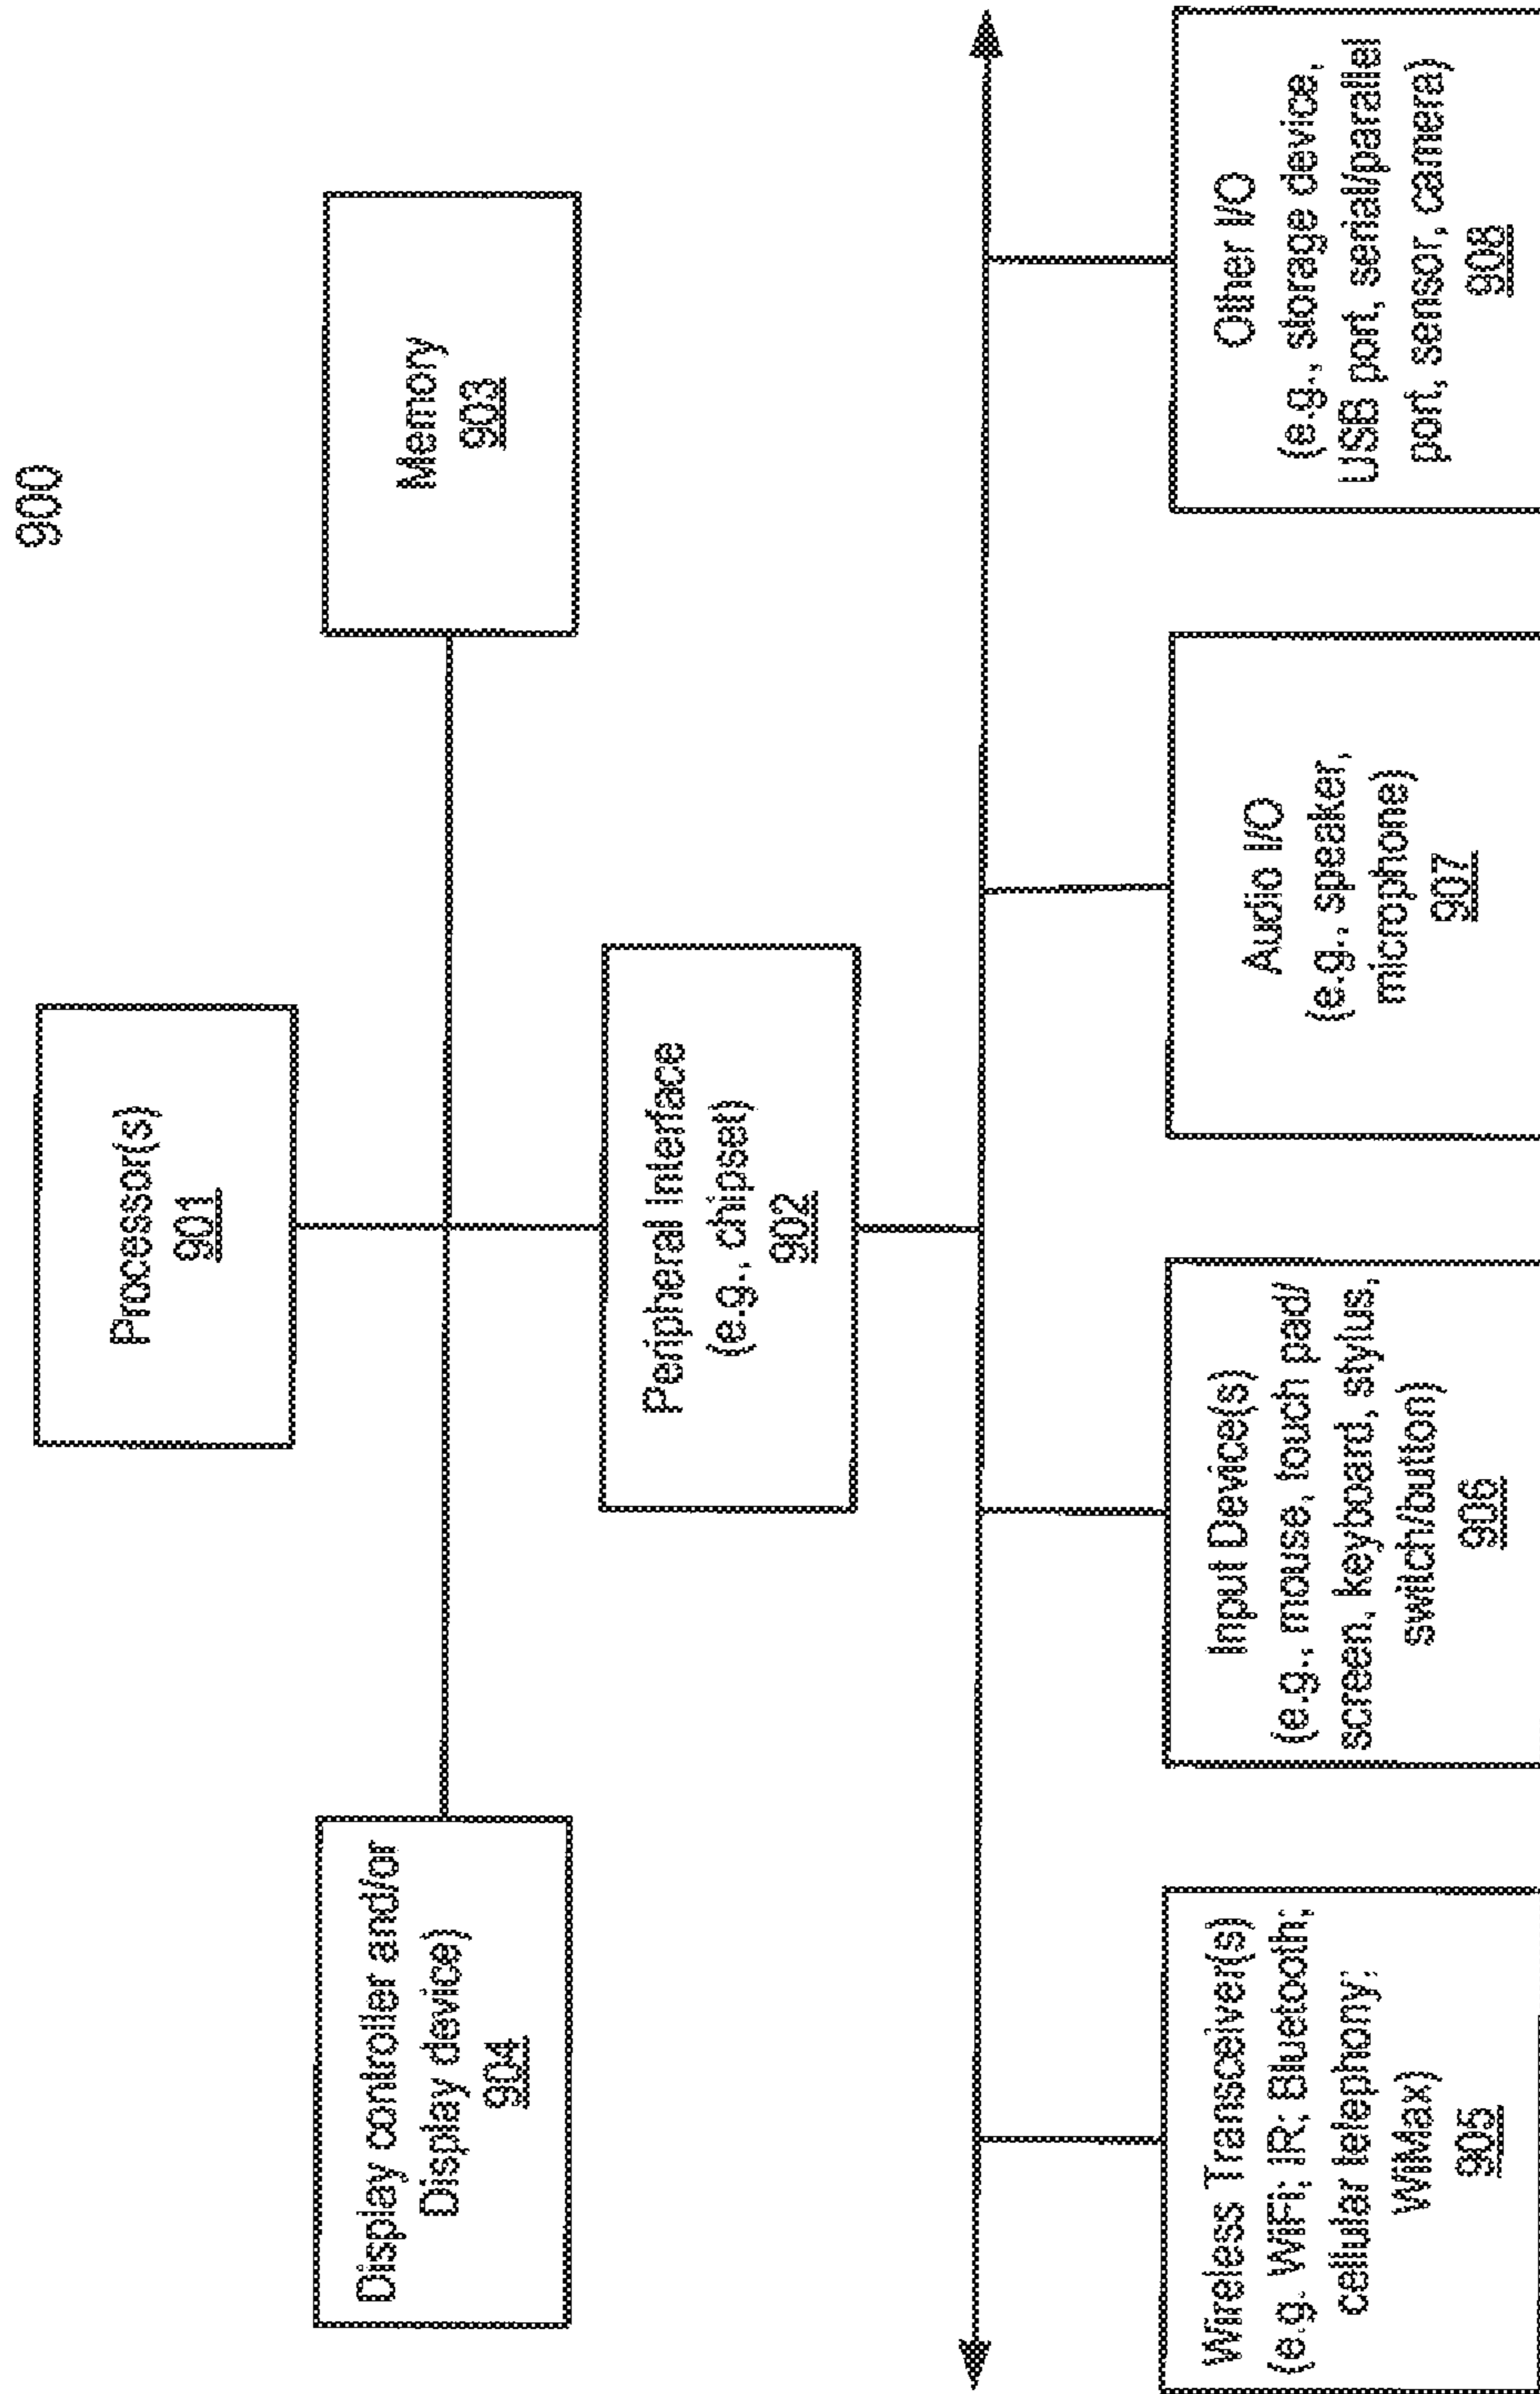 900
Processor(s)
901
Display controller and/or
Display device)
904
Memory
903
Peripheral Interface
(e.g., chipset)
902
Wireless Transceiver(s)
(e.g. WiFi; IR; Bluetooth;
cellular telephony;
WiMax)
905
Input Device(s)
(e.g., mouse, touch pad/
screen, keyboard, stylus,
switch/button)
906
Audio I/O
(e.g., speaker,
microphone)
907
Other I/O
(e.g., storage device,
USB port, serial/parallel
port, sensor, camera)
908